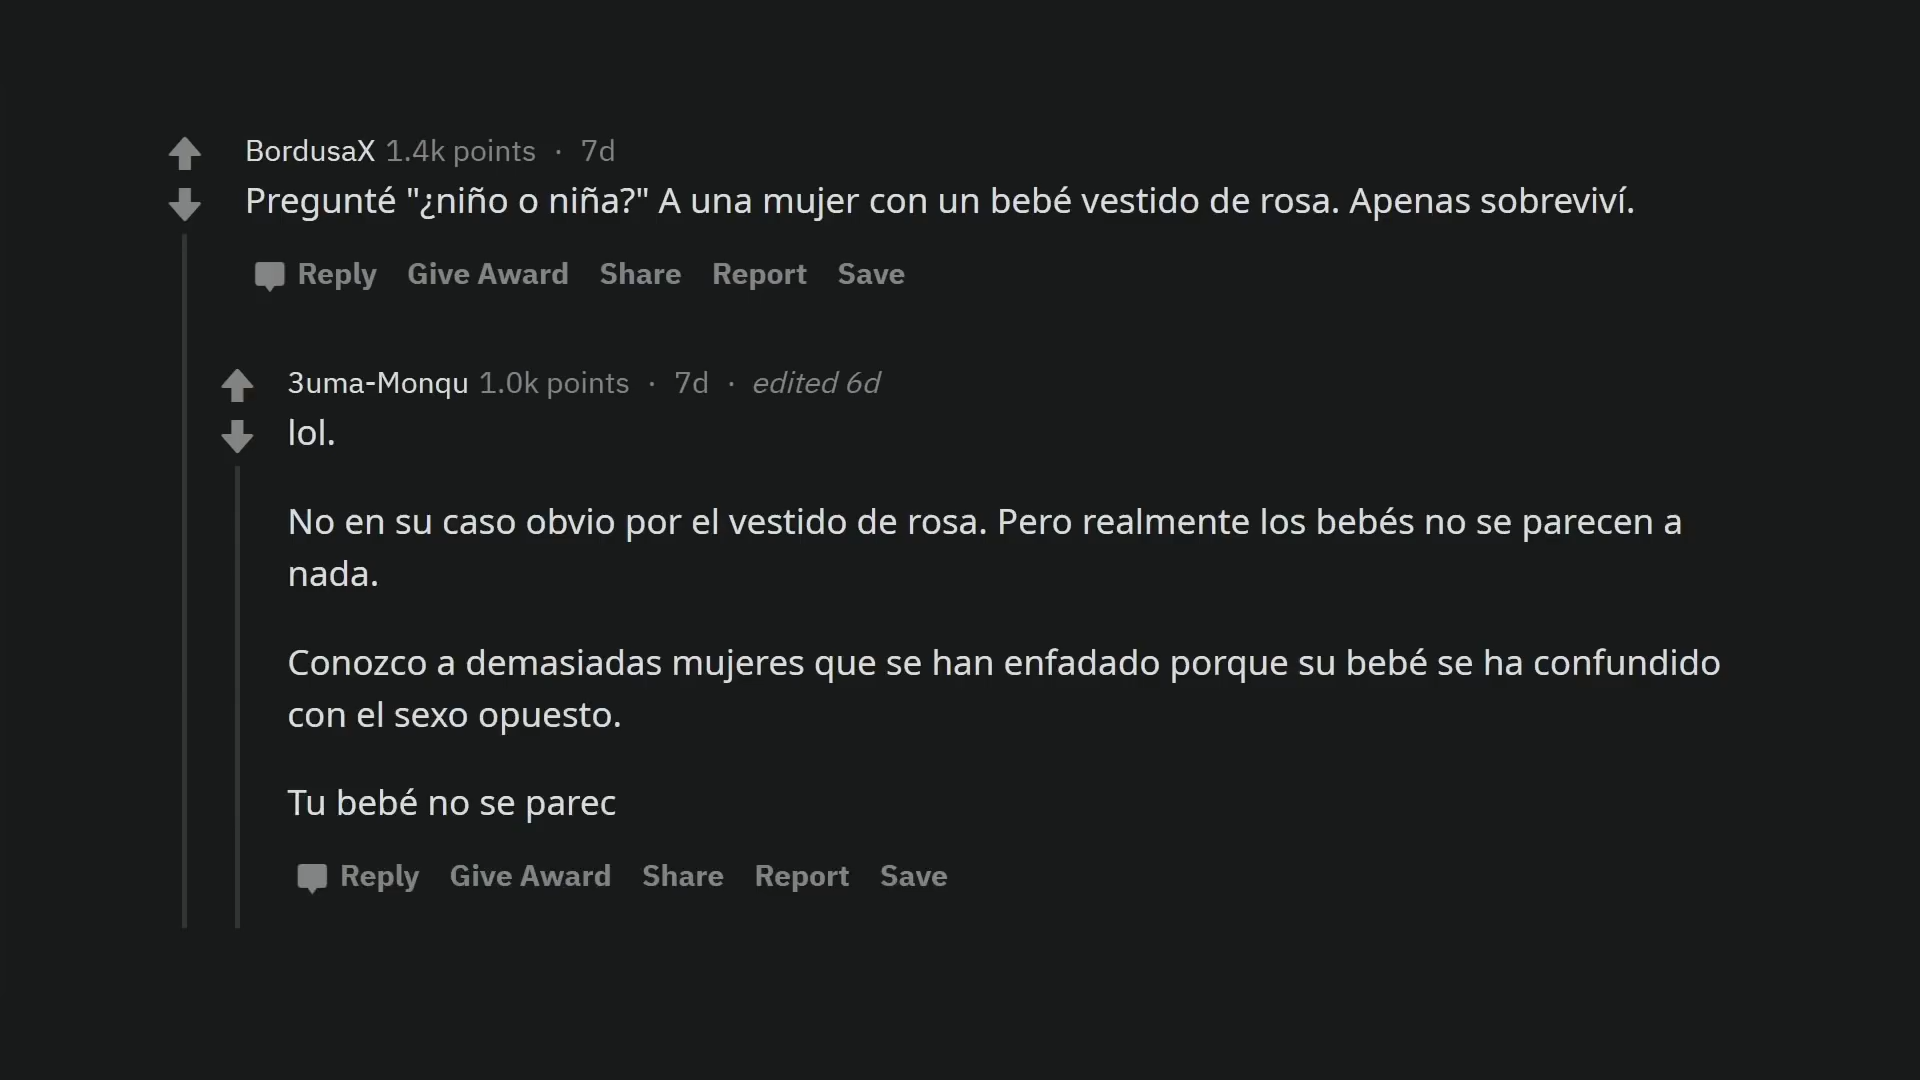 BordusaX 1.4k points · 7d
Pregunté "¿niño o niña?" A una mujer con un bebé vestido de rosa. Apenas sobreviví.
Reply Give Award Share Report Save
3uma-Monqu 1.0k points · 7d · edited 6d
lol.
No en su caso obvio por el vestido de rosa. Pero realmente los bebés no se parecen a
nada.
Conozco a demasiadas mujeres que se han enfadado porque su bebé se ha confundido
con el sexo opuesto.
Tu bebé no se parec
Reply Give Award Share Report Save